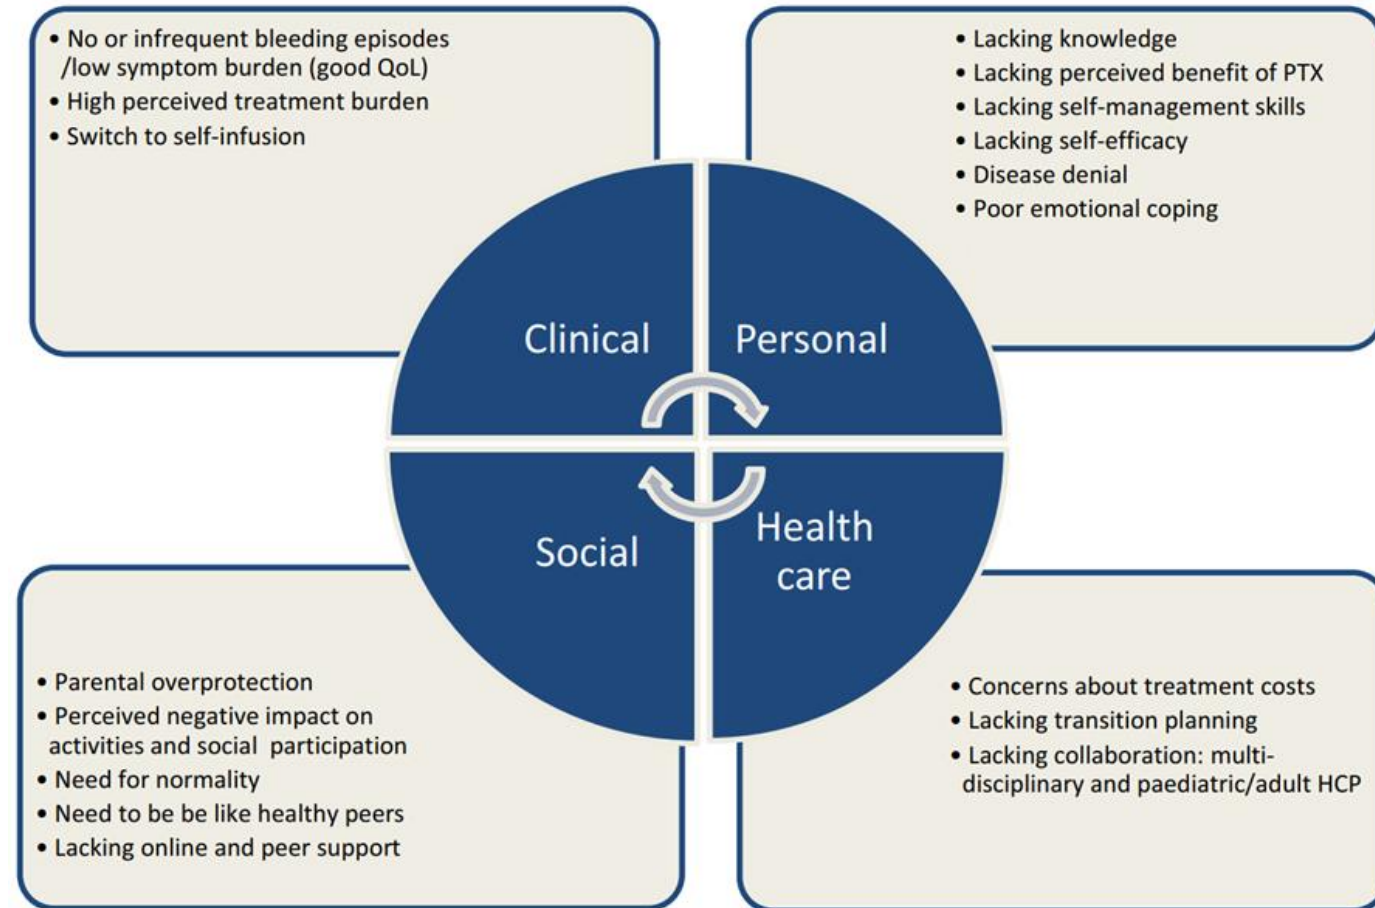 • No or infrequent bleeding episodes
/low symptom burden (good QoL)
• High perceived treatment burden
• Switch to self-infusion
• Lacking knowledge
• Lacking perceived benefit of PTX
• Lacking self-management skills
• Lacking self-efficacy
• Disease denial
• Poor emotional coping
Clinical
Personal
Social
Health
care
• Parental overprotection
• Perceived negative impact on
activities and social participation
• Need for normality
• Need to be be like healthy peers
• Lacking online and peer support
• Concerns about treatment costs
• Lacking transition planning
• Lacking collaboration: multi-
disciplinary and paediatric/adult HCP